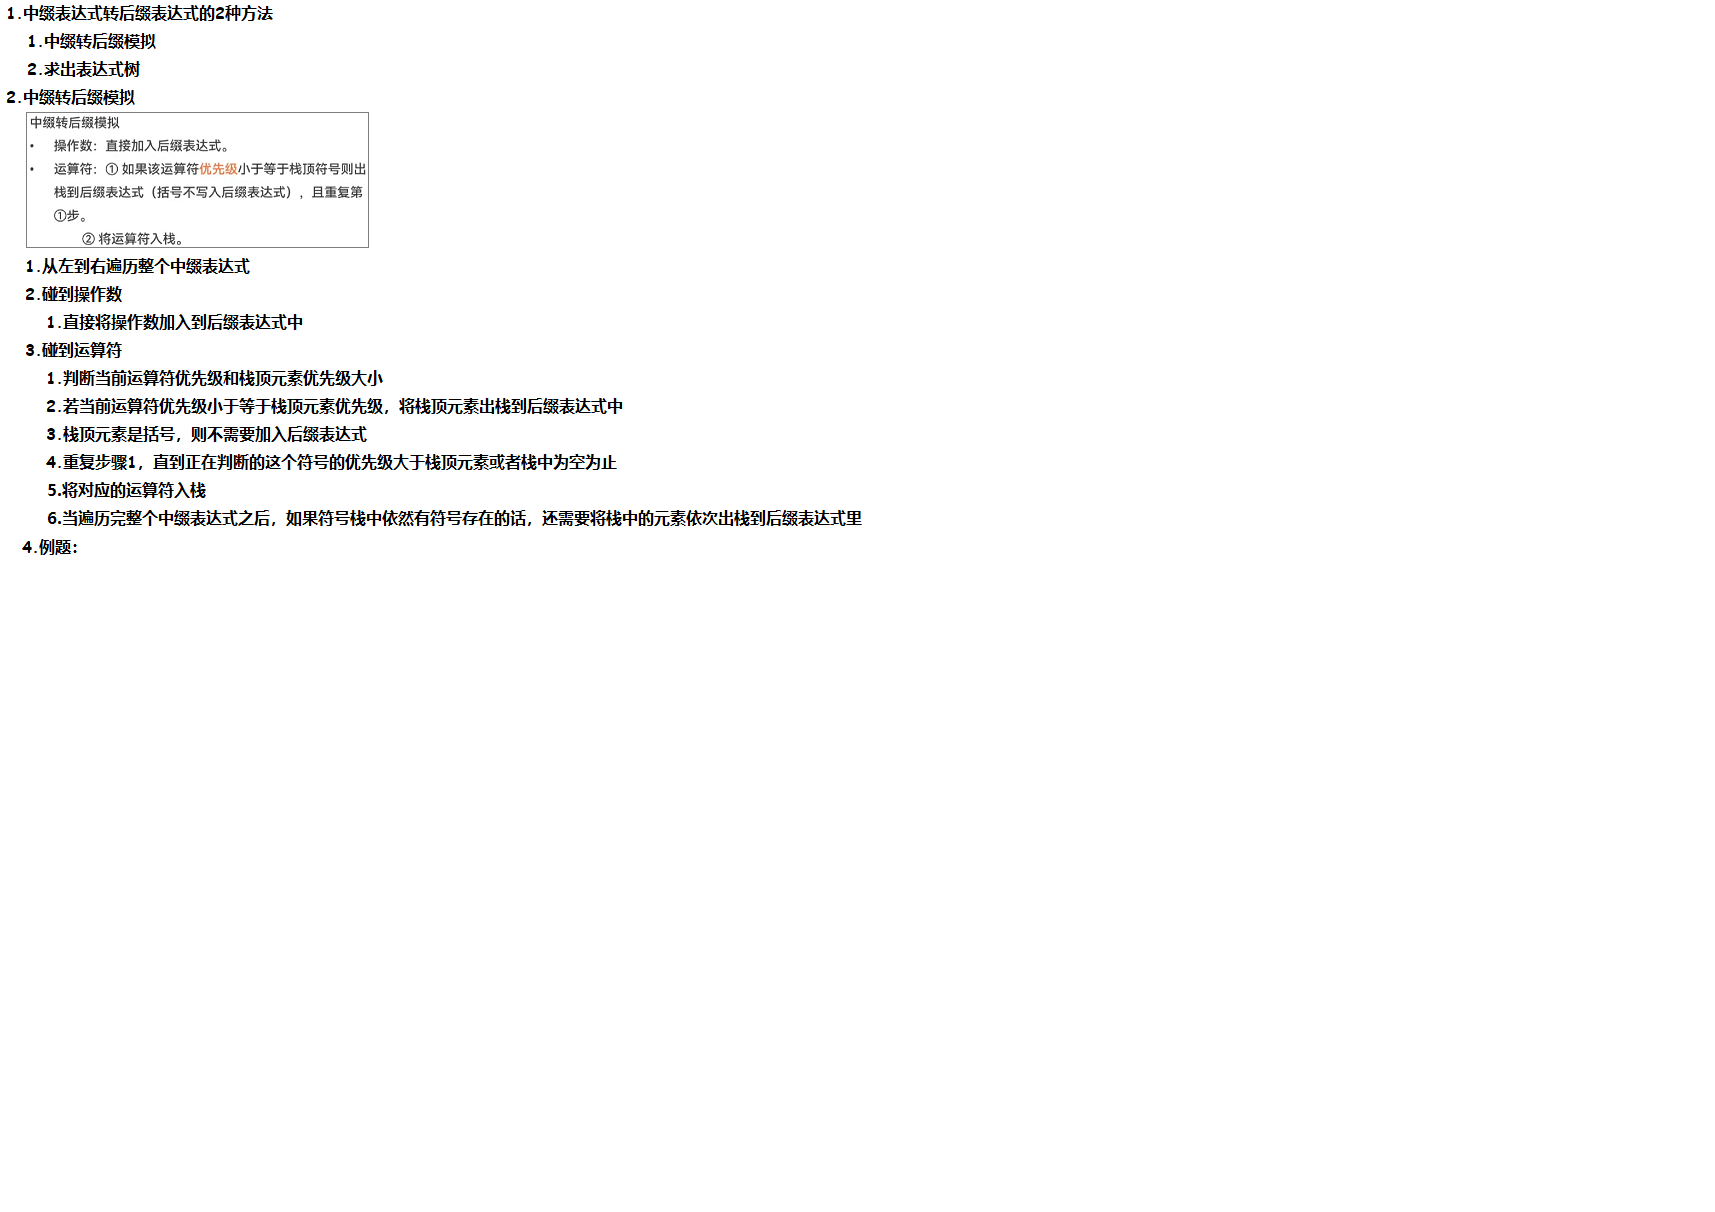 1.中缀表达式转后缀表达式的2种方法
1.中缀转后缀模拟
2.求出表达式树
2.中缀转后缀模拟
中缀转后缀模拟
• 操作数：直接加入后缀表达式。
• 运算符：① 如果该运算符优先级小于等于栈顶符号则出
栈到后缀表达式（括号不写入后缀表达式），且重复第
①步。
② 将运算符入栈。
1.从左到右遍历整个中缀表达式
2.碰到操作数
1.直接将操作数加入到后缀表达式中
3.碰到运算符
1.判断当前运算符优先级和栈顶元素优先级大小
2.若当前运算符优先级小于等于栈顶元素优先级，将栈顶元素出栈到后缀表达式中
3.栈顶元素是括号，则不需要加入后缀表达式
4.重复步骤1，直到正在判断的这个符号的优先级大于栈顶元素或者栈中为空为止
5.将对应的运算符入栈
6.当遍历完整个中缀表达式之后，如果符号栈中依然有符号存在的话，还需要将栈中的元素依次出栈到后缀表达式里
4.例题：